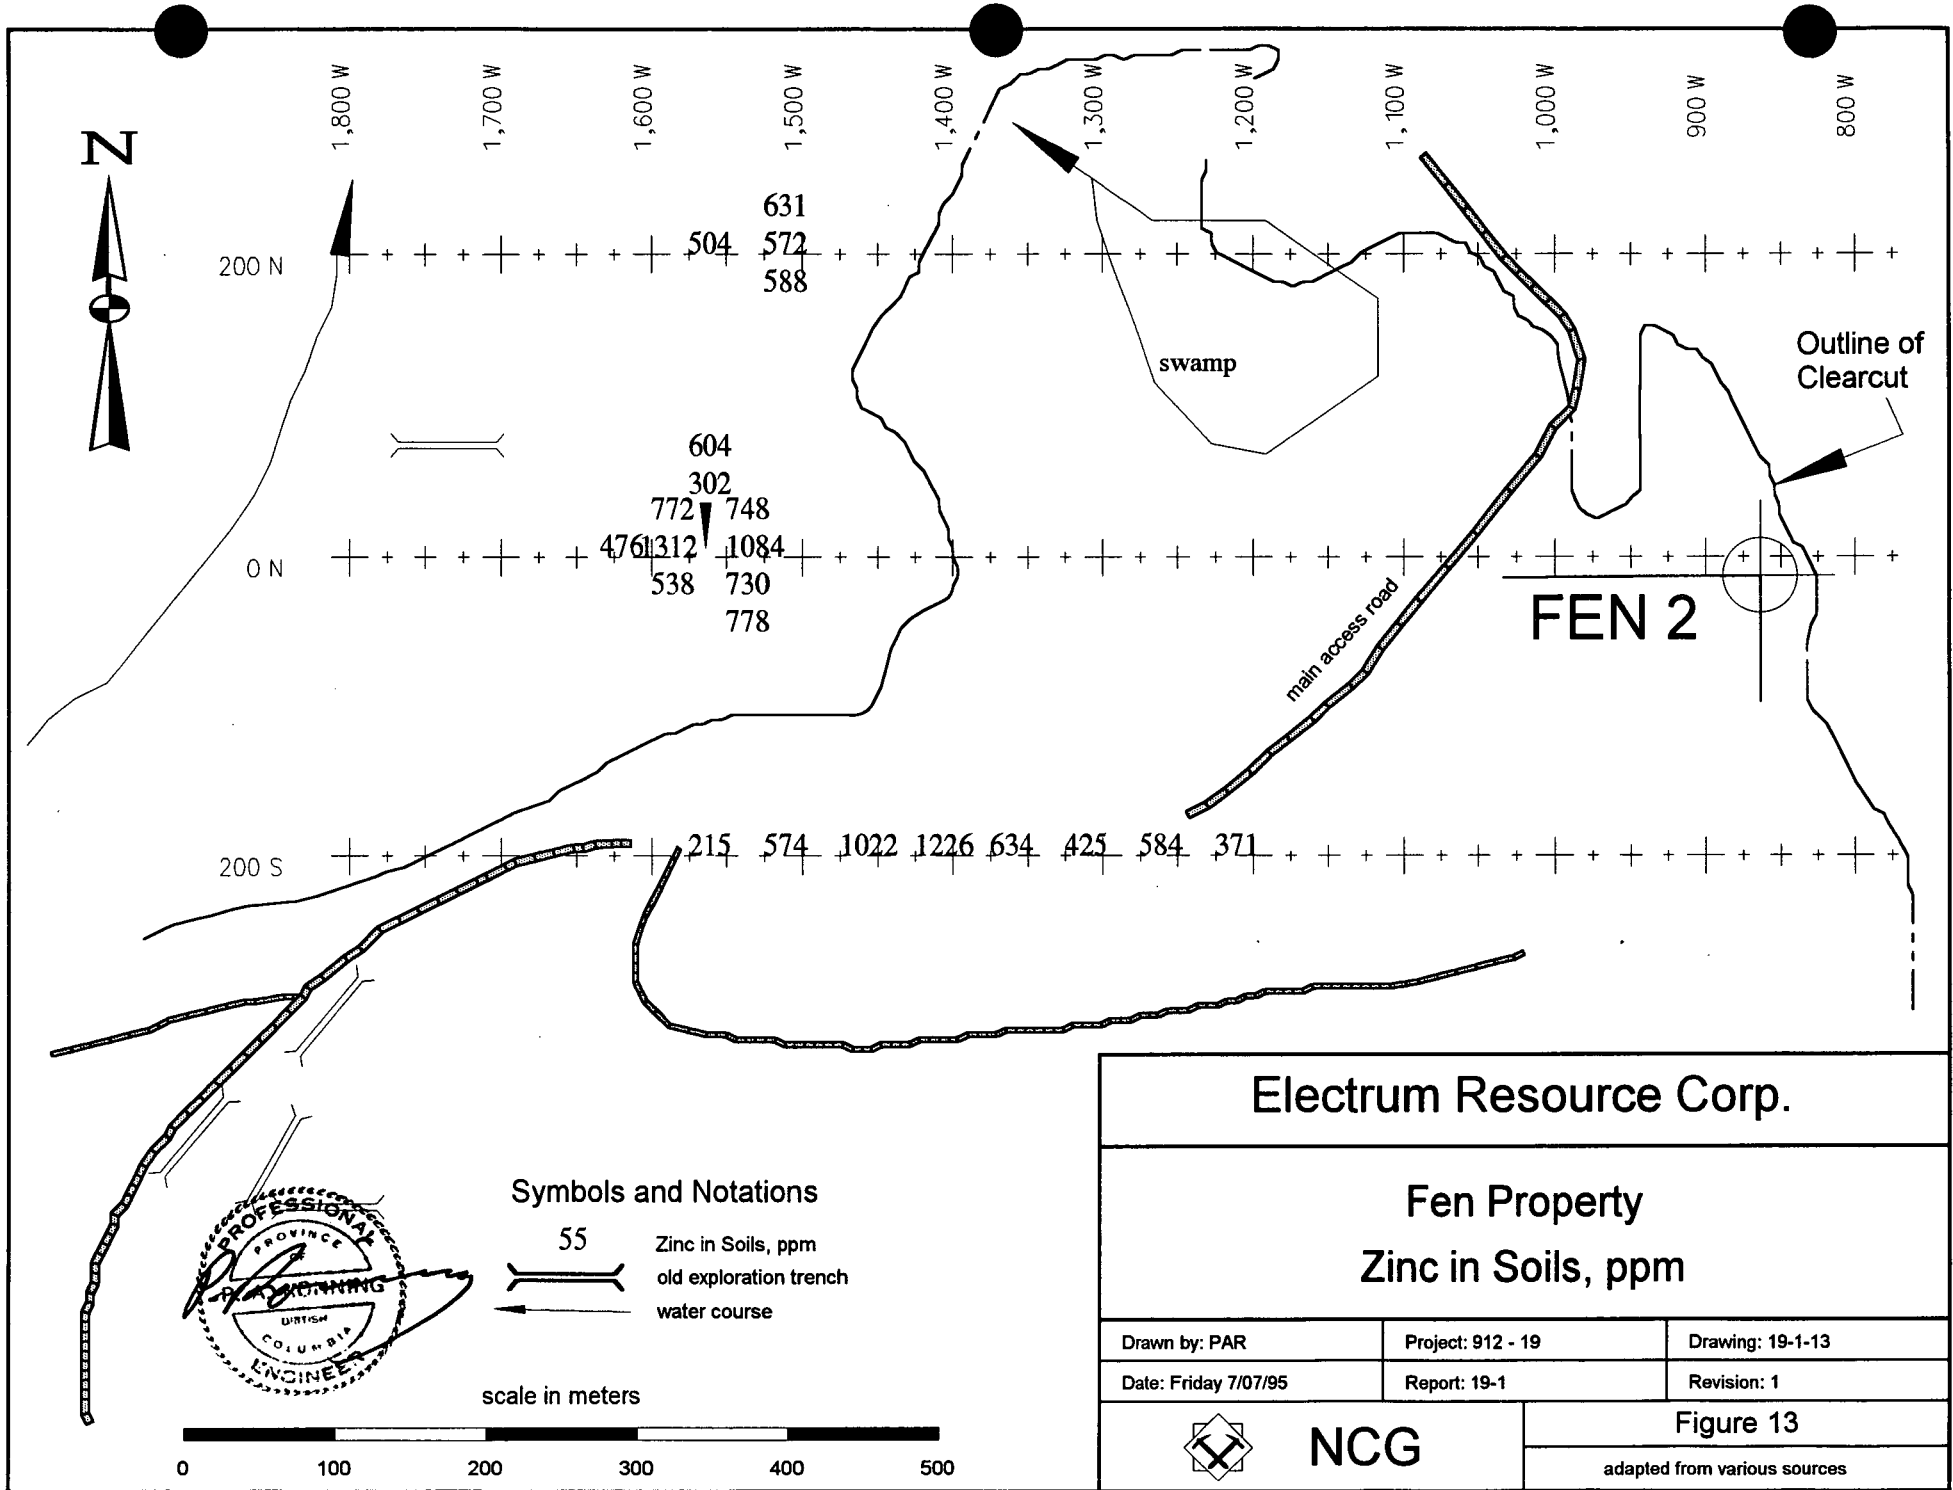 1,800 W
1,700 W
1,600 W
1,500 W
1,400 W
1,300 W
1,200 W
1,100 W
1,000 W
900 W
800 W
N
631
504 572
200 N
588
Outline of
Clearcut
swamp
604
302
772 748
476 1312 1084
0 N
538 730
778
FEN 2
main access road
215 574 1022 1226 634 425 584 371
200 S
Electrum Resource Corp.
Fen Property
Zinc in Soils, ppm
Symbols and Notations
55 Zinc in Soils, ppm
old exploration trench
water course
PROFESSIONAL
PROVINCE
OF
BRITISH
COLUMBIA
ENGINEER
scale in meters
0 100 200 300 400 500
Drawn by: PAR
Project: 912 - 19
Drawing: 19-1-13
Date: Friday 7/07/95
Report: 19-1
Revision: 1
NCG
Figure 13
adapted from various sources